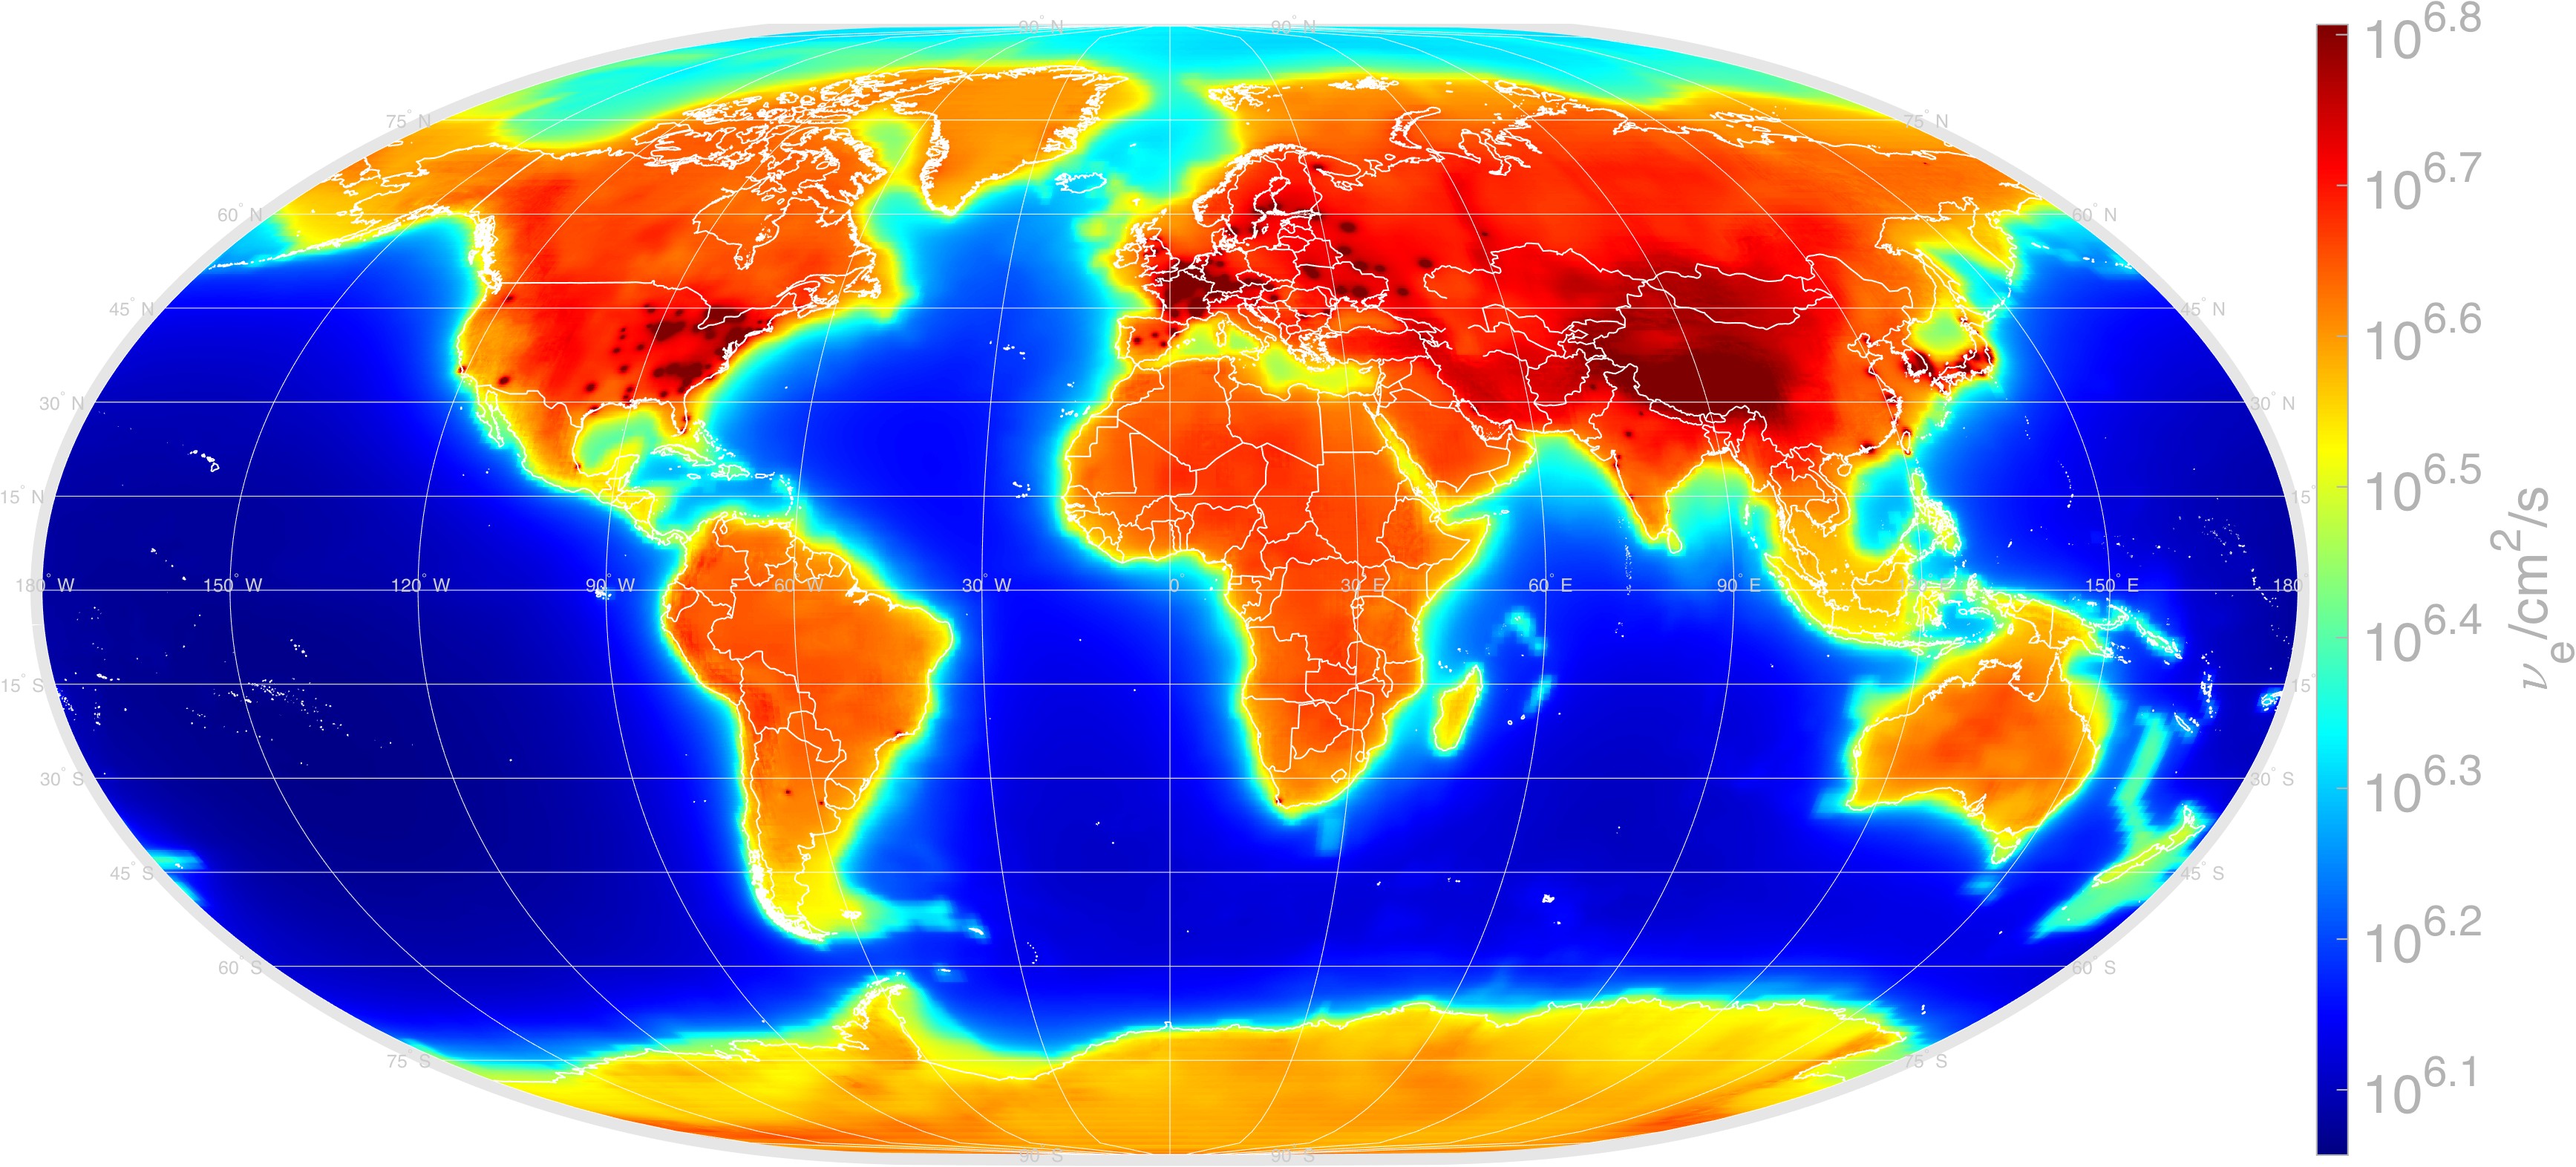 90° N 90° N
75° N 75° N
60° N 60° N
45° N 45° N
30° N 30° N
15° N 15°
180° W 150° W 120° W 90° W 60° W 30° W 0° 30° E 60° E 90° E 120° E 150° E 180°
15° S 15°
30° S 30° S
45° S 45° S
60° S 60° S
75° S 75° S
90° S 90° S
10^6.8
10^6.7
10^6.6
10^6.5
10^6.4
10^6.3
10^6.2
10^6.1
ν_e/cm²/s